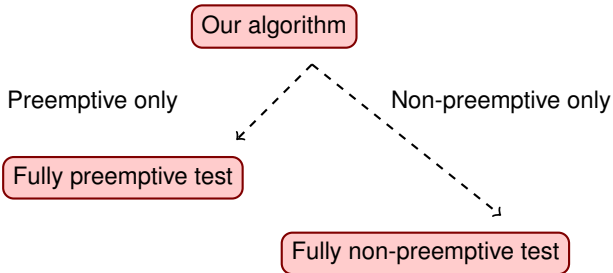 Our algorithm
Preemptive only
Non-preemptive only
Fully preemptive test
Fully non-preemptive test